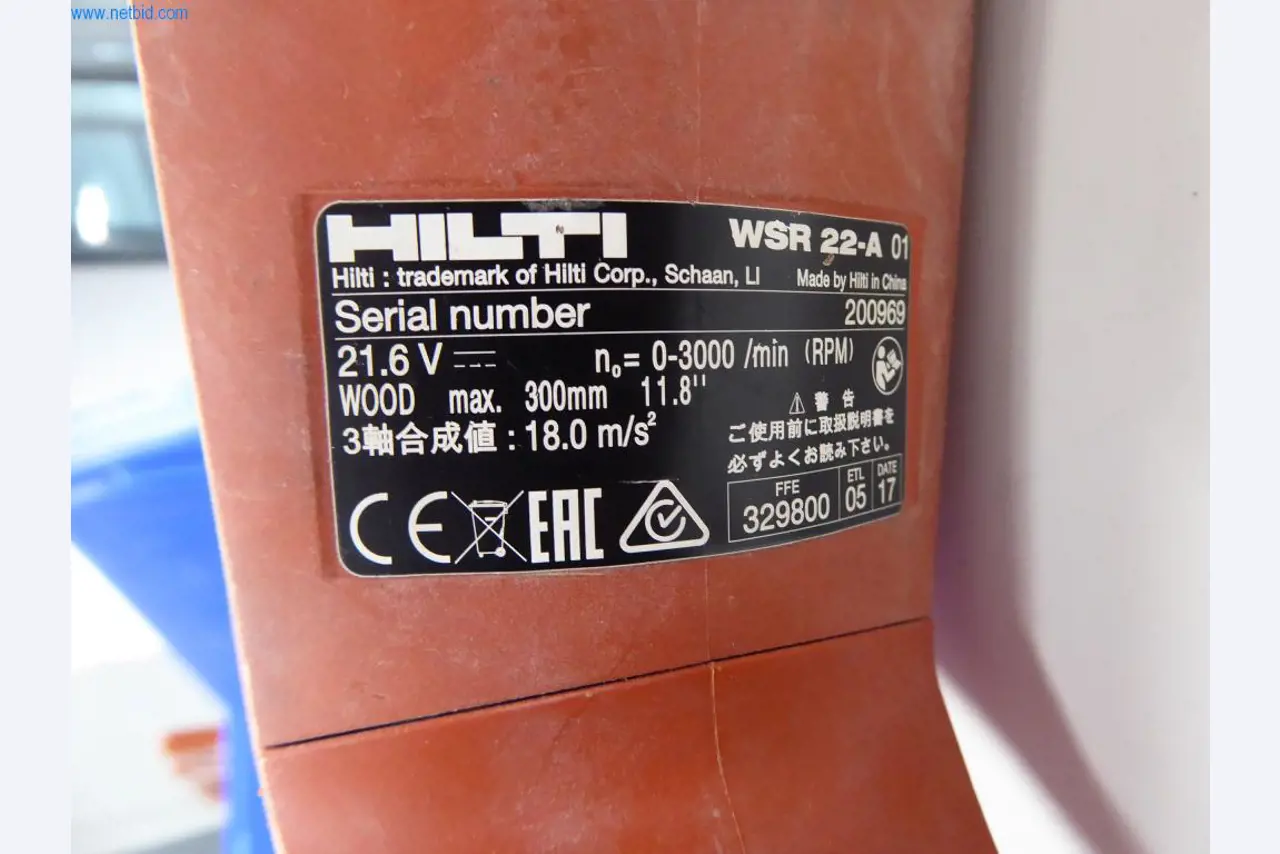 www.netbid.com
HILTI WSR 22-A 01
Hilti : trademark of Hilti Corp., Schaan, LI Made by Hilti in China
Serial number 200969
21.6 V n₀= 0-3000 /min (RPM)
WOOD max. 300mm 11.8''
3軸合成値 : 18.0 m/s²
警 告
ご使用前に取扱説明書を
必ずよくお読み下さい。
FFE ETL DATE
329800 05 17
CE EAC